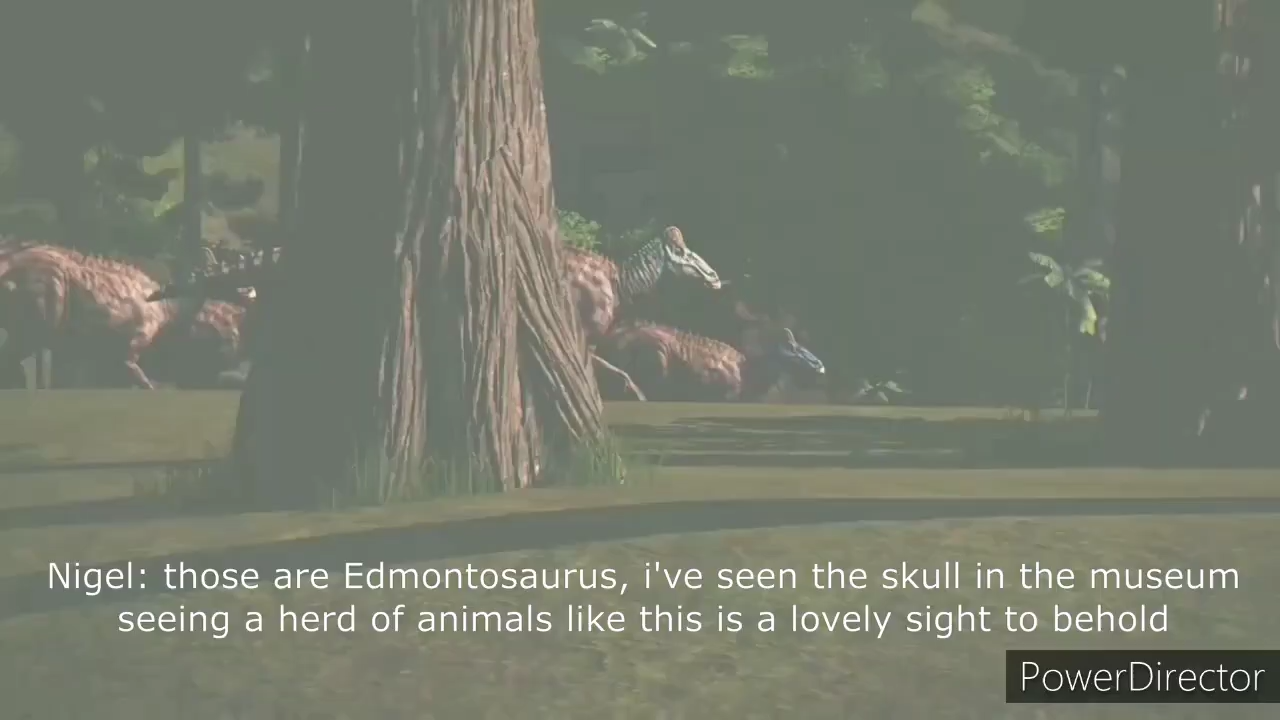 Nigel: those are Edmontosaurus, i've seen the skull in the museum
seeing a herd of animals like this is a lovely sight to behold
PowerDirector